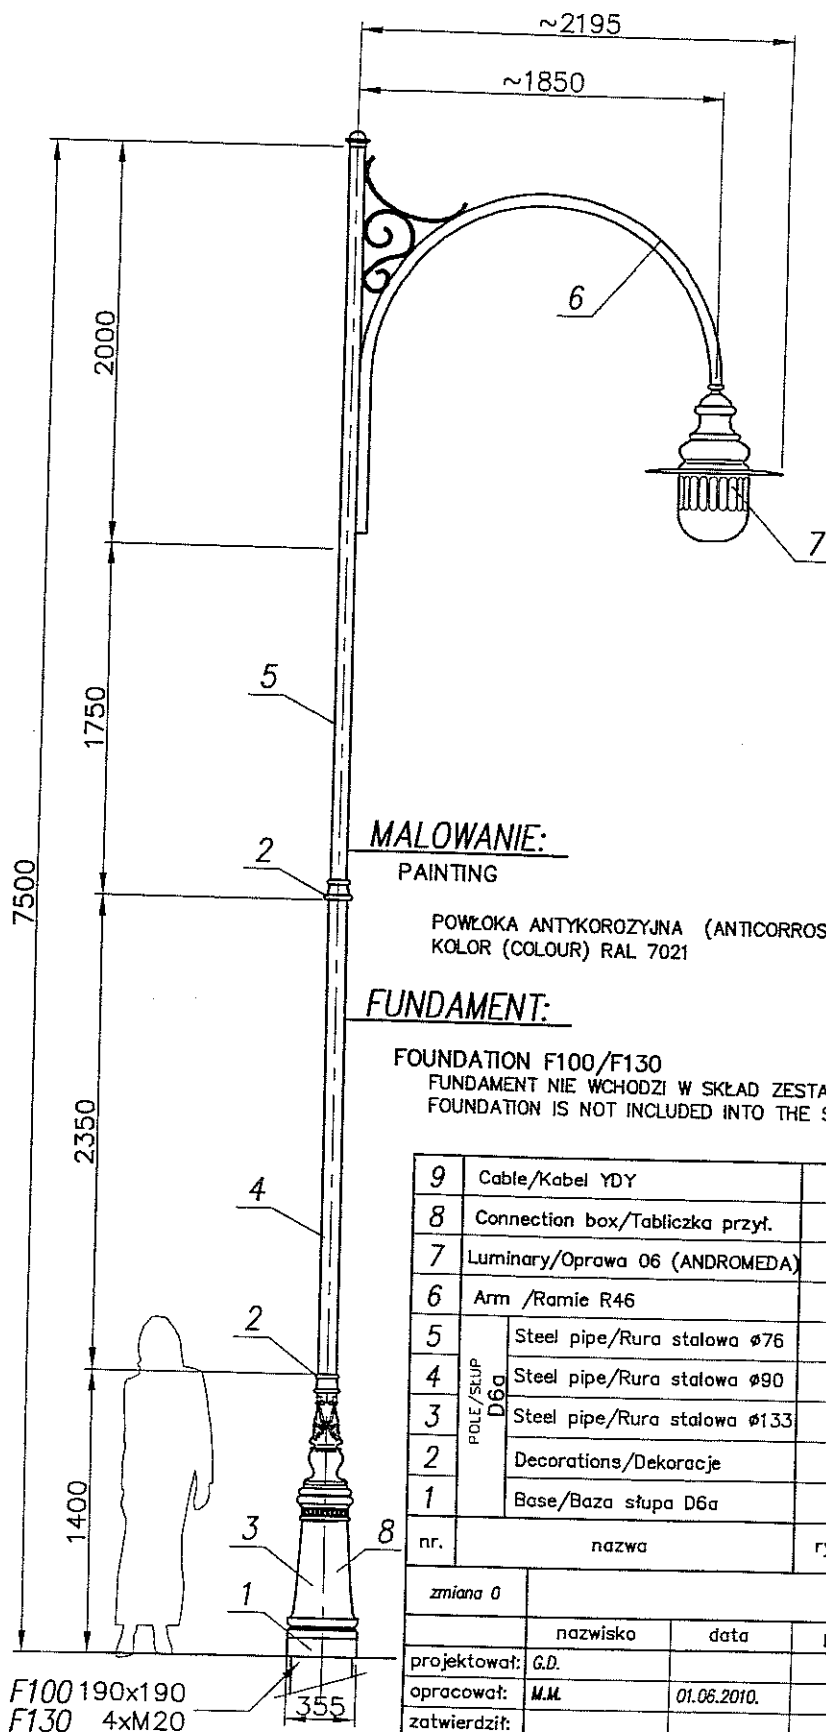 ~2195
~1850
2000
6
7
1750
5
7500
2
MALOWANIE:
PAINTING
POWŁOKA ANTYKOROZYJNA (ANTICORROS
KOLOR (COLOUR) RAL 7021
FUNDAMENT:
FOUNDATION F100/F130
FUNDAMENT NIE WCHODZI W SKŁAD ZESTA
FOUNDATION IS NOT INCLUDED INTO THE S
2350
4
2
1400
3
8
1
F100 190x190
F130 4xM20
355
9 Cable/Kabel YDY
8 Connection box/Tabliczka przył.
7 Luminary/Oprawa 06 (ANDROMEDA)
6 Arm /Ramie R46
POLE/SŁUP D6a
5 Steel pipe/Rura stalowa ø76
4 Steel pipe/Rura stalowa ø90
3 Steel pipe/Rura stalowa ø133
2 Decorations/Dekoracje
1 Base/Baza słupa D6a
nr. nazwa
zmiana 0
nazwisko data
projektował: G.D.
opracował: M.M. 01.06.2010.
zatwierdził: